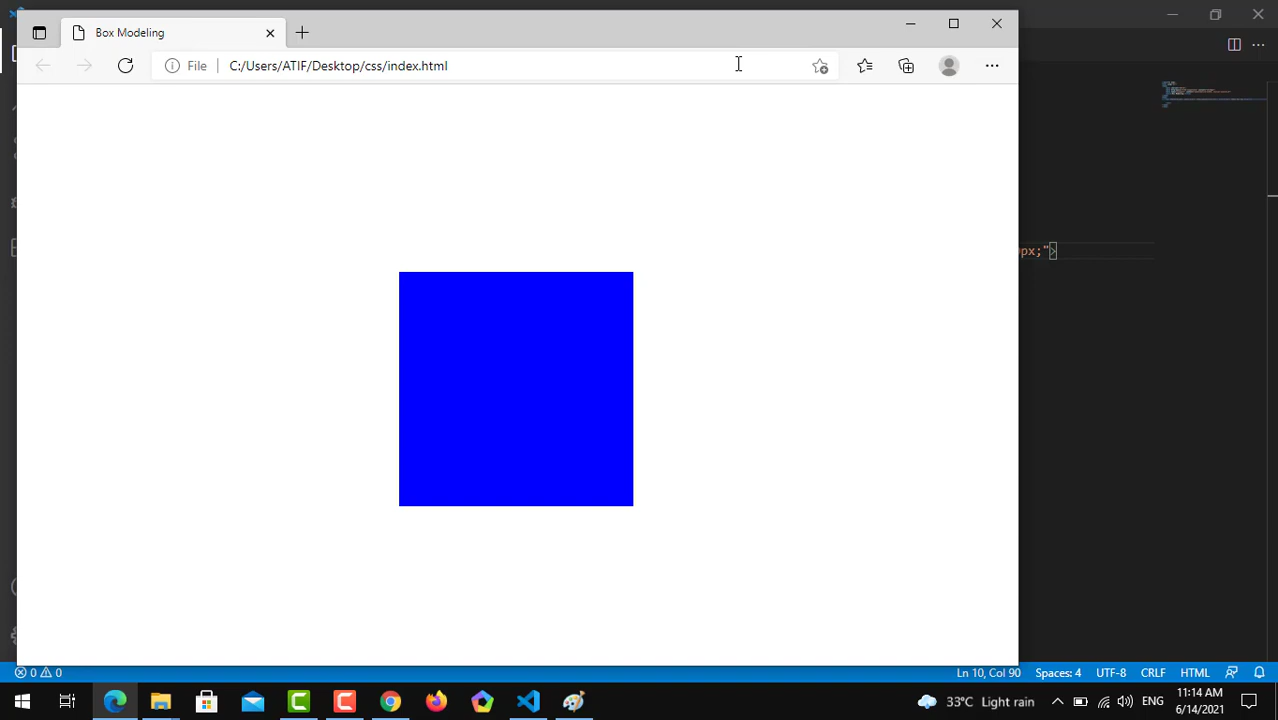 Box Modeling
File
C:/Users/ATIF/Desktop/css/index.html
px;">
0 0
Ln 10, Col 90
Spaces: 4
UTF-8
CRLF
HTML
33°C Light rain
ENG
11:14 AM
6/14/2021